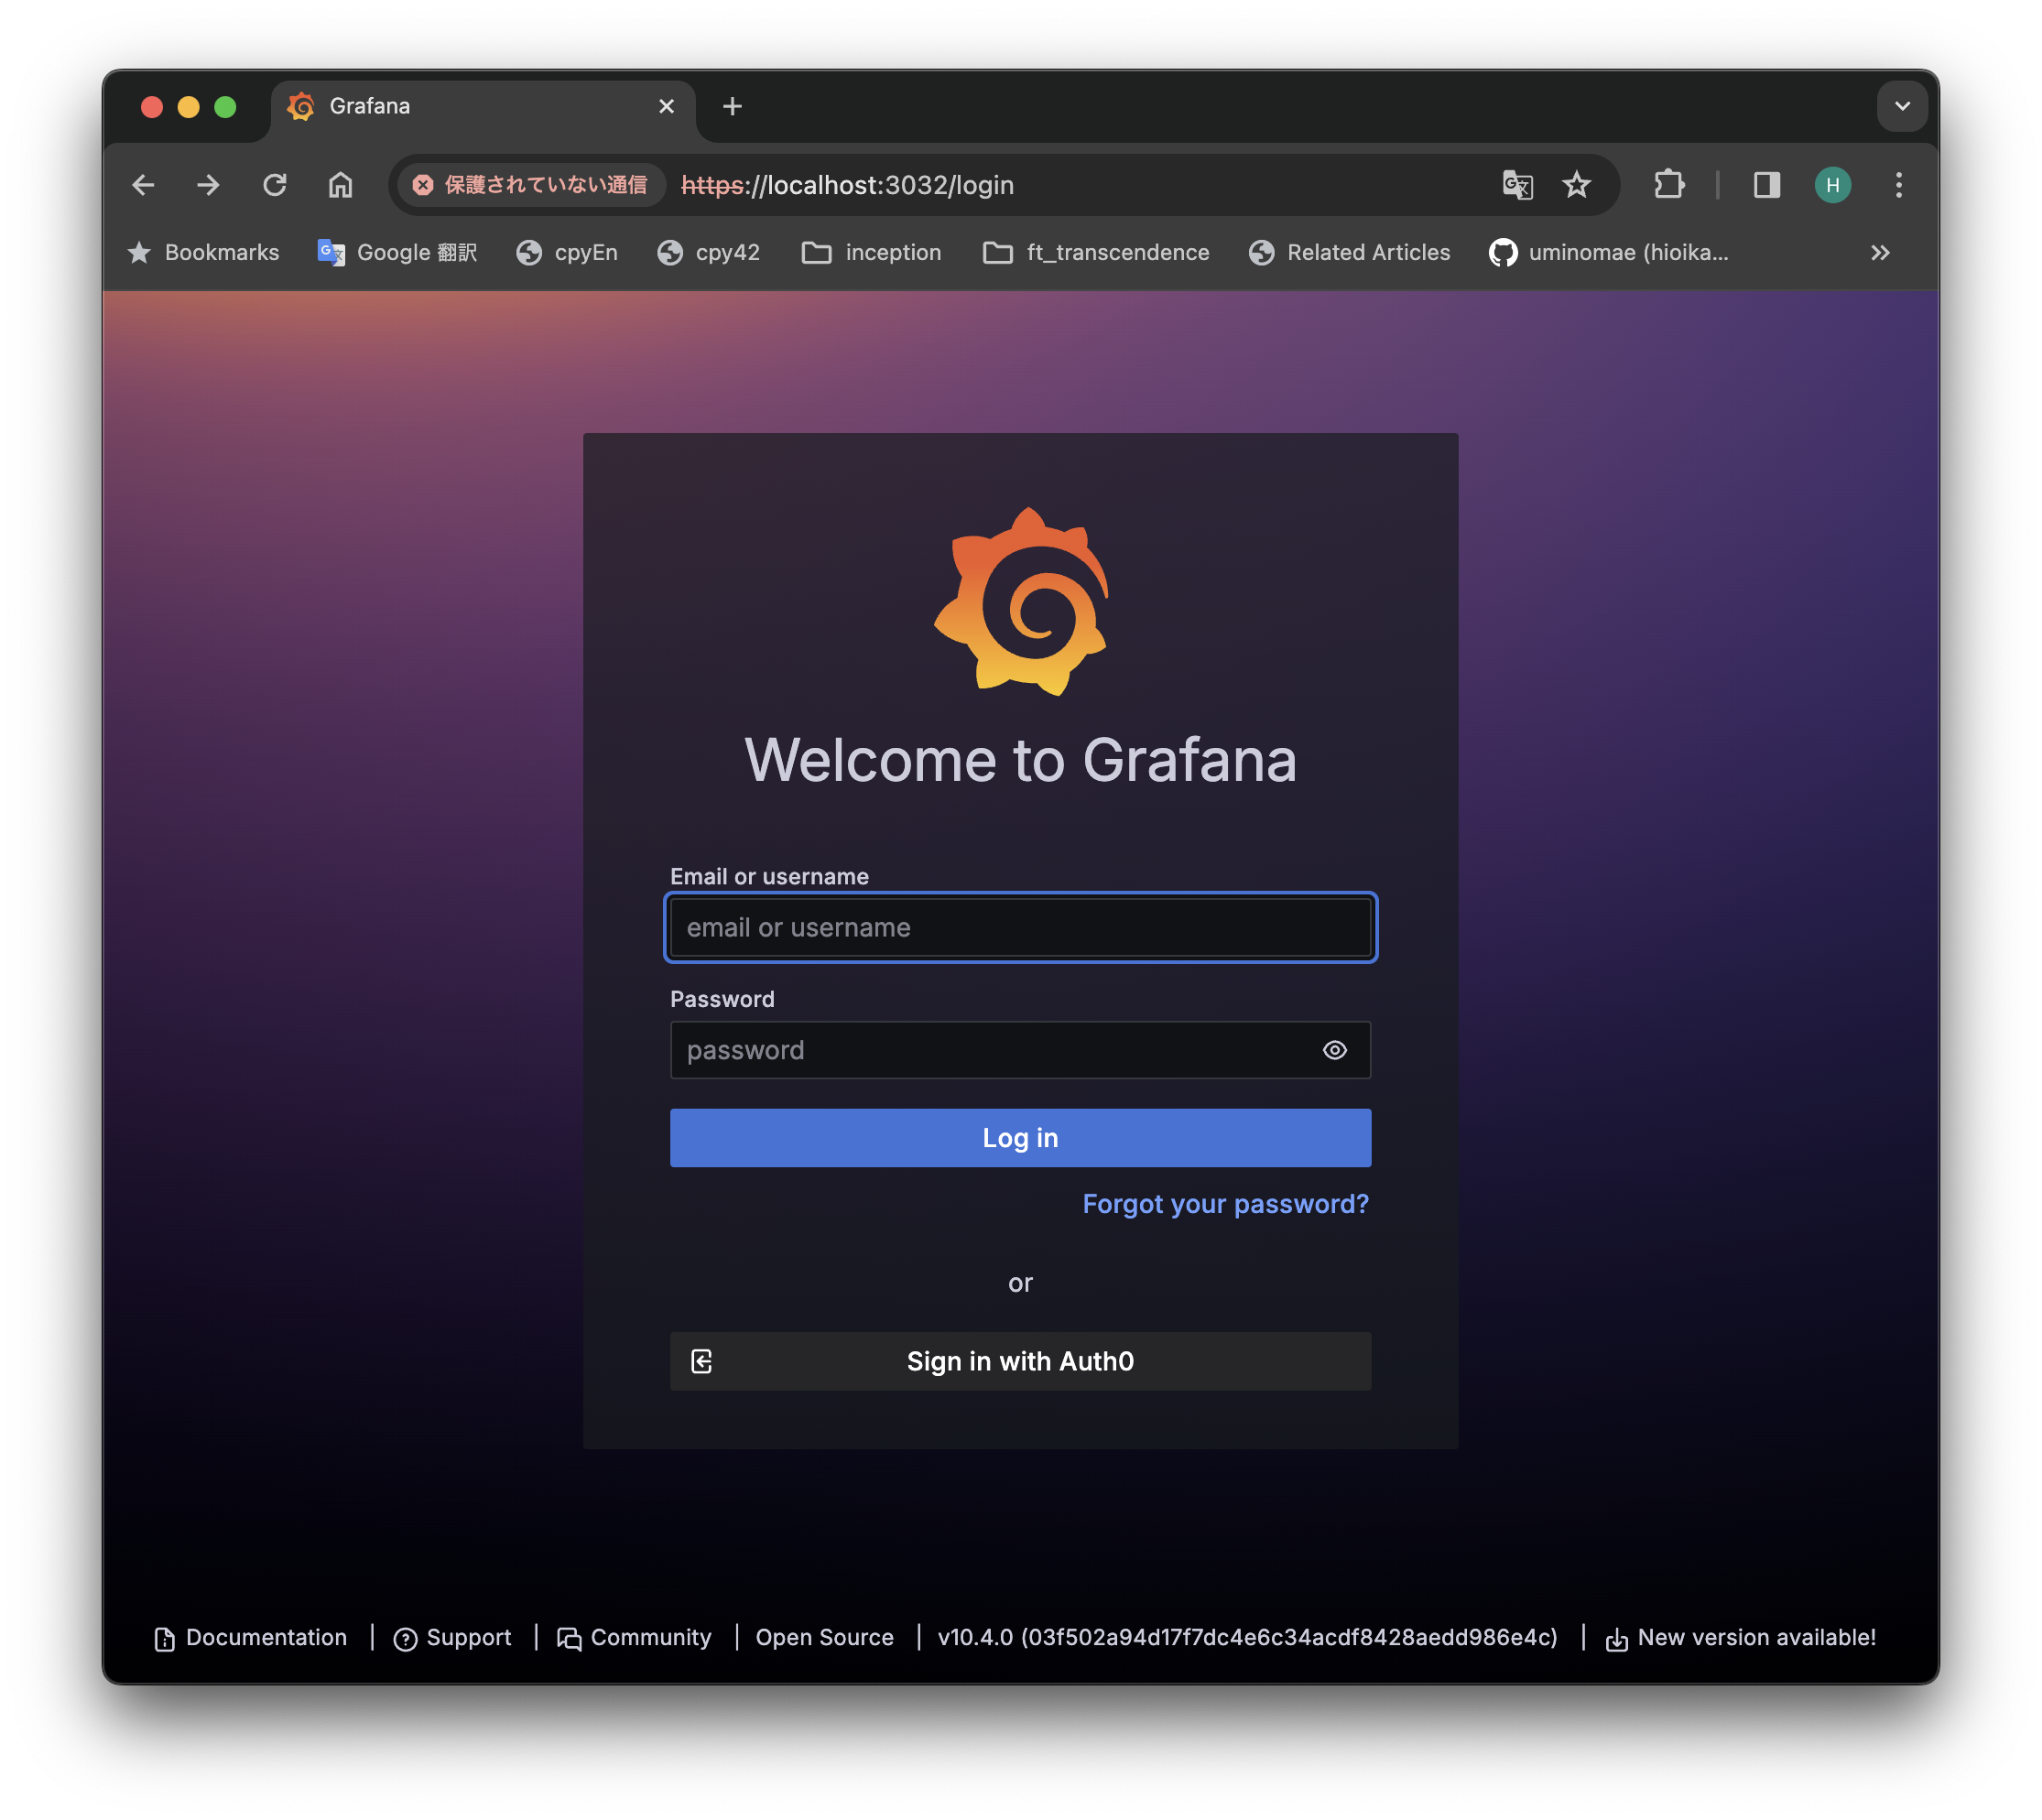 Grafana
保護されていない通信 https://localhost:3032/login
H
Bookmarks Google 翻訳 cpyEn cpy42 inception ft_transcendence Related Articles uminomae (hioika...
Welcome to Grafana
Email or username
email or username
Password
password
Log in
Forgot your password?
or
Sign in with Auth0
Documentation | Support | Community | Open Source | v10.4.0 (03f502a94d17f7dc4e6c34acdf8428aedd986e4c) | New version available!